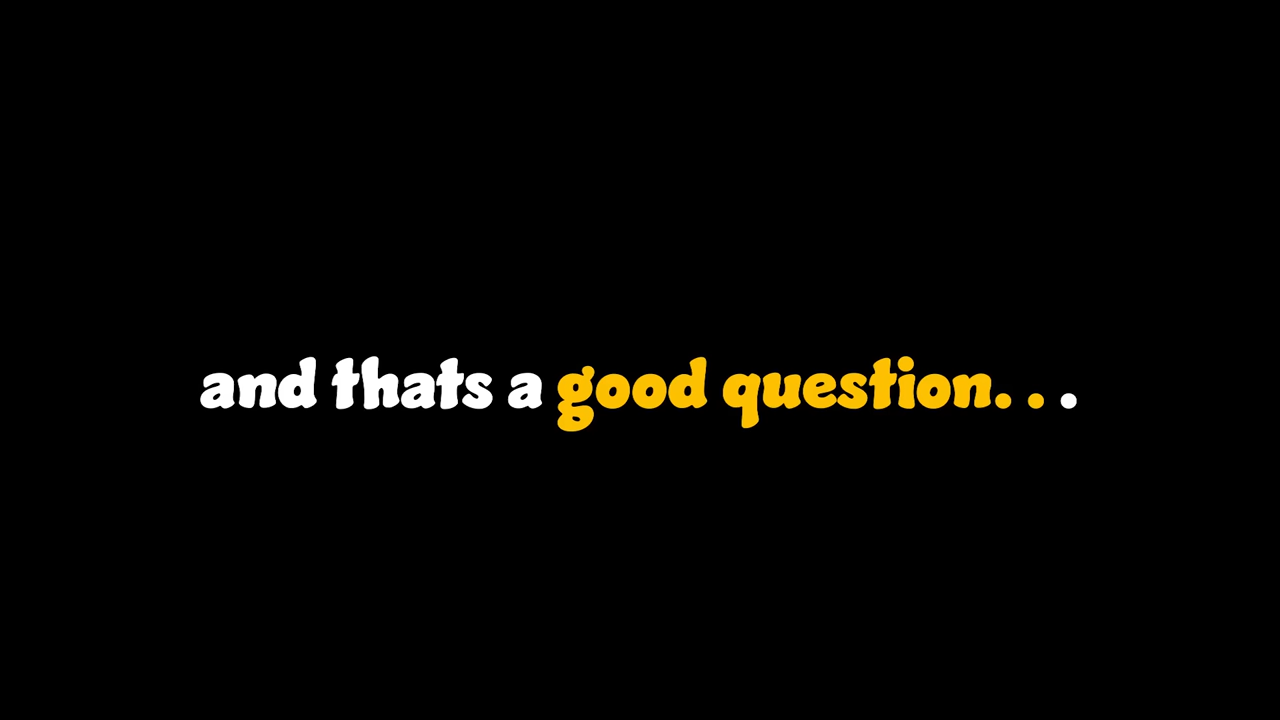 and thats a good question. . .